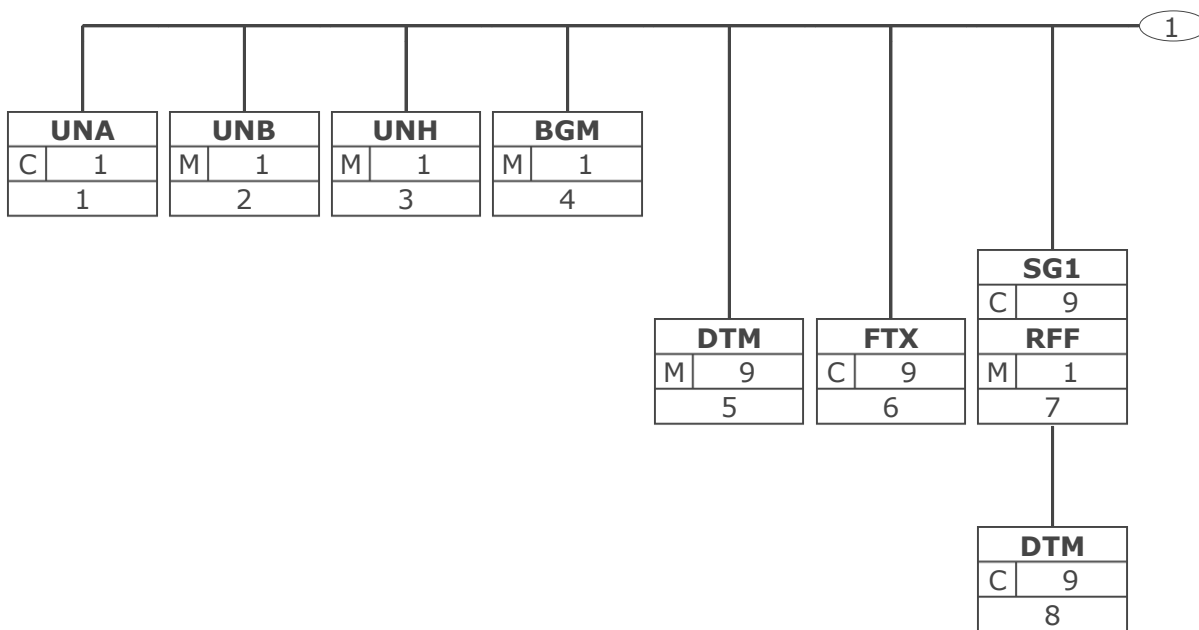 1
UNA UNB UNH BGM
C 1 M 1 M 1 M 1
1 2 3 4
SG1
C 9
DTM FTX RFF
M 9 C 9 M 1
5 6 7
DTM
C 9
8